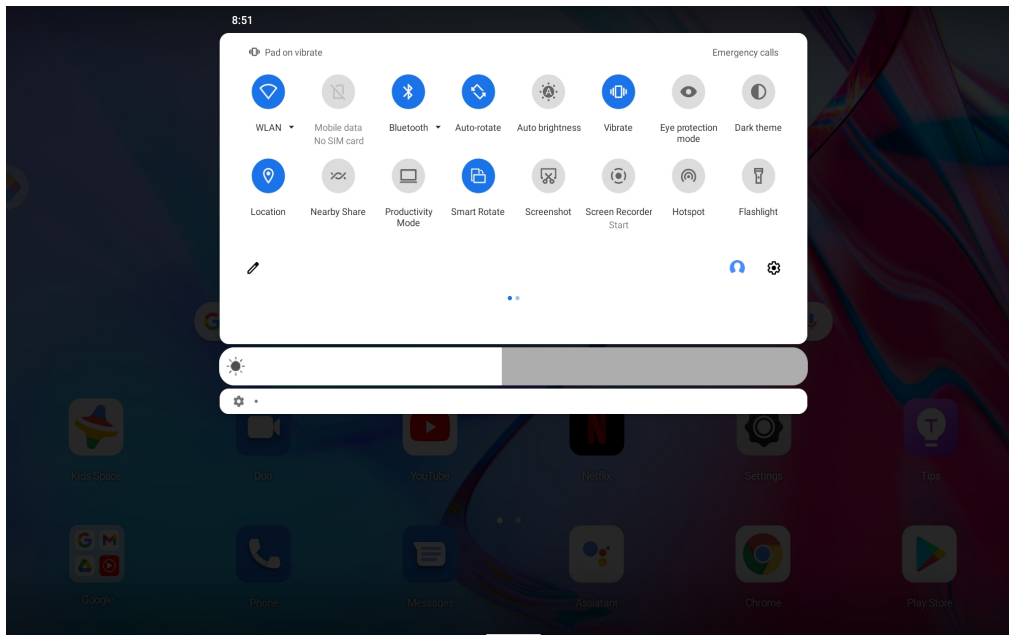 8:51
Pad on vibrate
Emergency calls
WLAN
Mobile data
No SIM card
Bluetooth
Auto-rotate
Auto brightness
Vibrate
Eye protection
mode
Dark theme
Location
Nearby Share
Productivity
Mode
Smart Rotate
Screenshot
Screen Recorder
Start
Hotspot
Flashlight
Kids Space
Duo
YouTube
Netflix
Settings
Tips
Google
Phone
Messages
Assistant
Chrome
Play Store